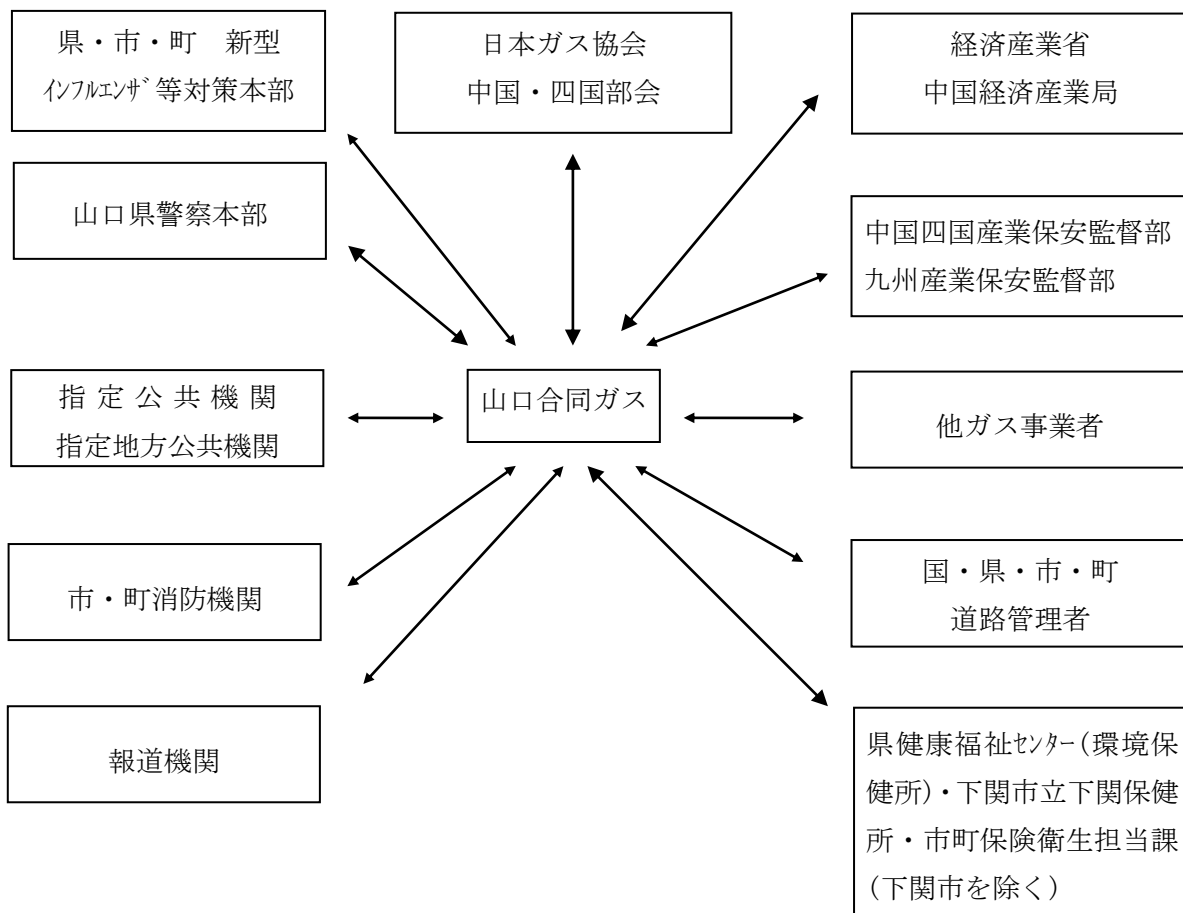 県・市・町　新型
インフルエンザ等対策本部
日本ガス協会
中国・四国部会
経済産業省
中国経済産業局
山口県警察本部
中国四国産業保安監督部
九州産業保安監督部
指 定 公 共 機 関
指定地方公共機関
山口合同ガス
他ガス事業者
市・町消防機関
国・県・市・町
道路管理者
報道機関
県健康福祉センター(環境保
健所)・下関市立下関保健
所・市町保険衛生担当課
(下関市を除く)